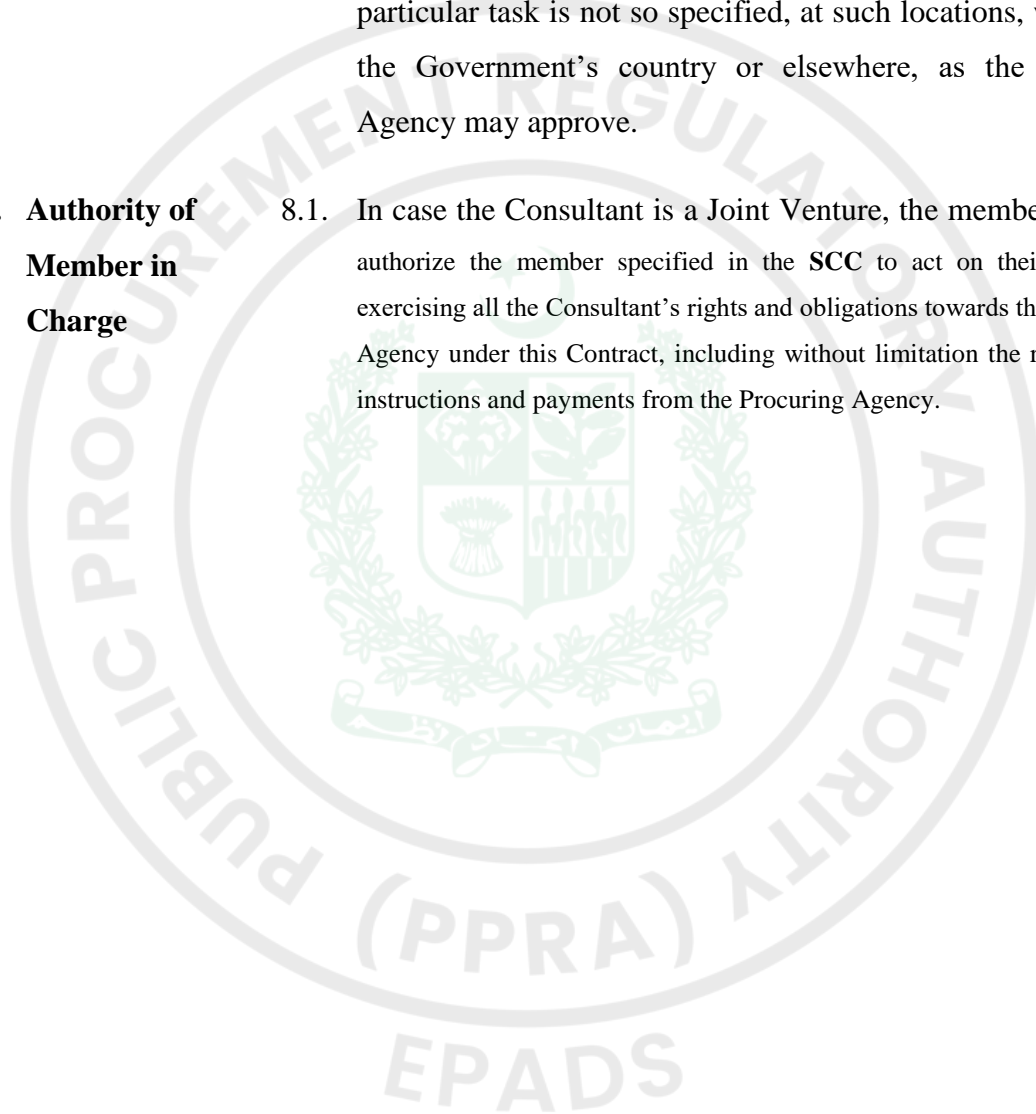 particular task is not so specified, at such locations,
the Government's country or elsewhere, as the
Agency may approve.
Authority of Member in Charge
8.1. In case the Consultant is a Joint Venture, the
authorize the member specified in the SCC to act on
exercising all the Consultant's rights and obligations towards
Agency under this Contract, including without limitation the
instructions and payments from the Procuring Agency.
PUBLIC PROCUREMENT REGULATORY AUTHORITY
(PPRA)
EPADS